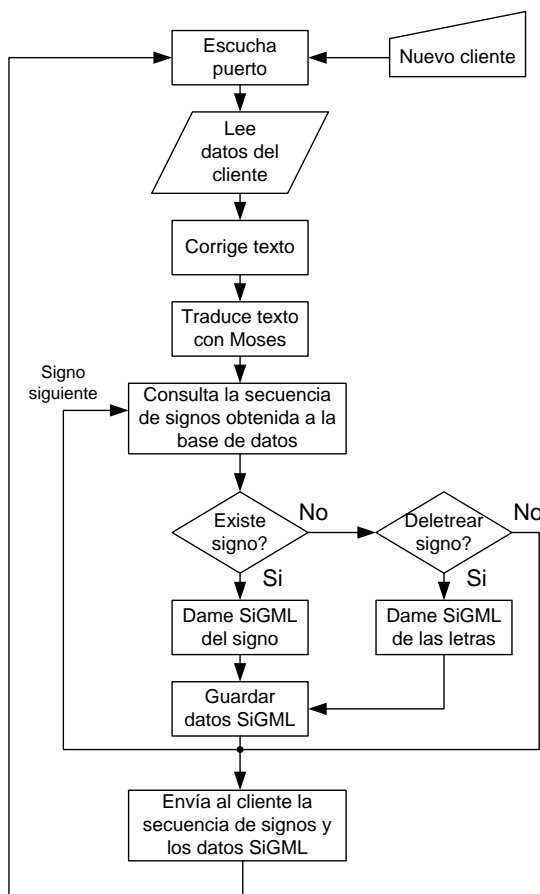 Escucha
puerto
Nuevo cliente
Lee
datos del
cliente
Corrige texto
Traduce texto
con Moses
Signo
siguiente
Consulta la secuencia
de signos obtenida a la
base de datos
Existe
signo?
No
Deletrear
signo?
No
Si
Si
Dame SiGML
del signo
Dame SiGML
de las letras
Guardar
datos SiGML
Envía al cliente la
secuencia de signos y
los datos SiGML